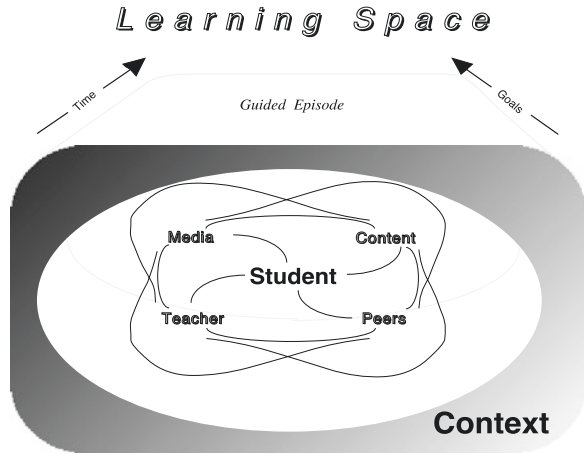 Learning Space
Time
Goals
Guided Episode
Media
Content
Student
Teacher
Peers
Context